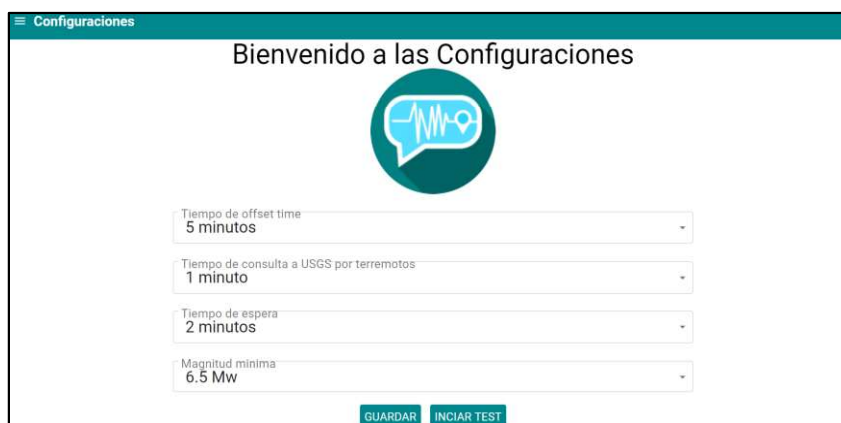 Configuraciones
Bienvenido a las Configuraciones
Tiempo de offset time
5 minutos
Tiempo de consulta a USGS por terremotos
1 minuto
Tiempo de espera
2 minutos
Magnitud minima
6.5 Mw
GUARDAR INCIAR TEST